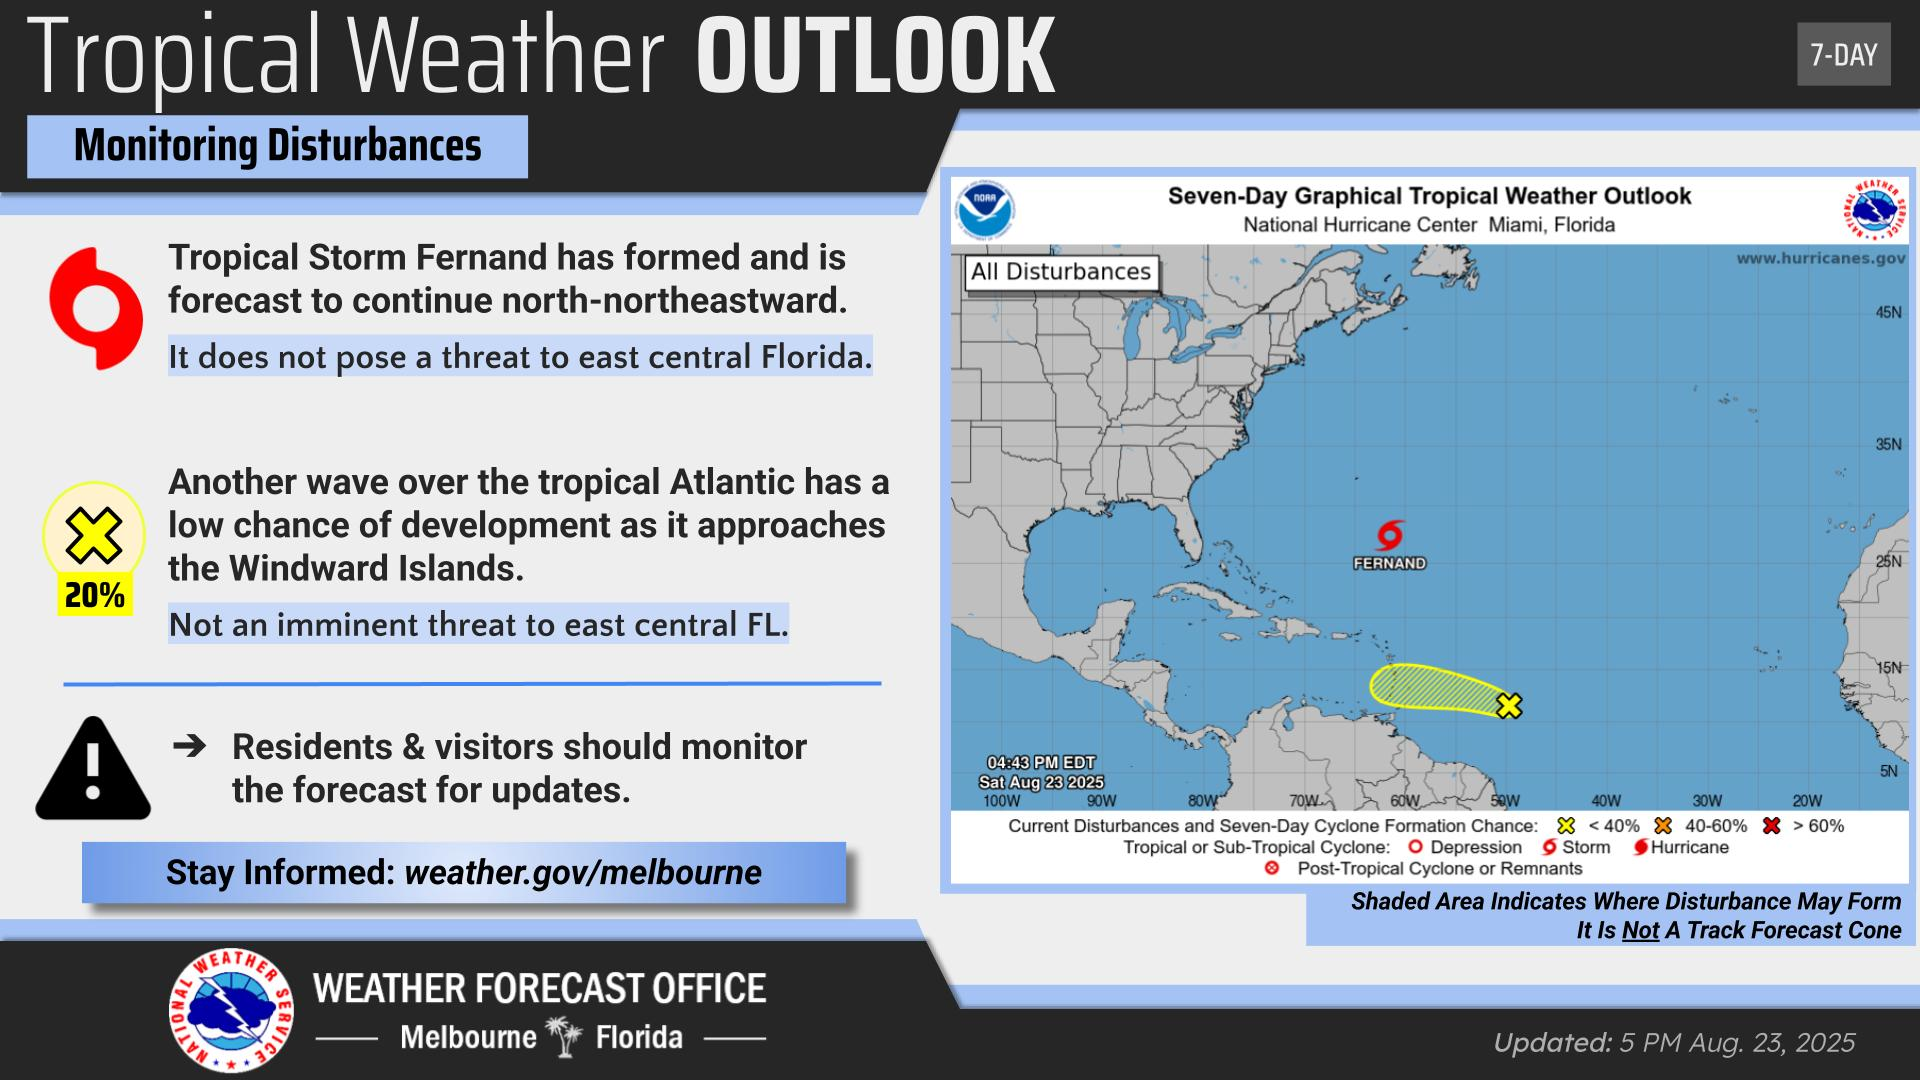 Tropical Weather OUTLOOK
7-DAY
Monitoring Disturbances
Tropical Storm Fernand has formed and is
forecast to continue north-northeastward.
It does not pose a threat to east central Florida.
20%
Another wave over the tropical Atlantic has a
low chance of development as it approaches
the Windward Islands.
Not an imminent threat to east central FL.
➔ Residents & visitors should monitor
the forecast for updates.
Stay Informed: weather.gov/melbourne
NOAA
Seven-Day Graphical Tropical Weather Outlook
National Hurricane Center Miami, Florida
NATIONAL WEATHER SERVICE
All Disturbances
www.hurricanes.gov
45N
35N
FERNAND
25N
15N
04:43 PM EDT
Sat Aug 23 2025
5N
100W 90W 80W 70W 60W 50W 40W 30W 20W
Current Disturbances and Seven-Day Cyclone Formation Chance: < 40% 40-60% > 60%
Tropical or Sub-Tropical Cyclone: Depression Storm Hurricane
Post-Tropical Cyclone or Remnants
Shaded Area Indicates Where Disturbance May Form
It Is Not A Track Forecast Cone
NATIONAL WEATHER SERVICE
WEATHER FORECAST OFFICE
Melbourne Florida
Updated: 5 PM Aug. 23, 2025